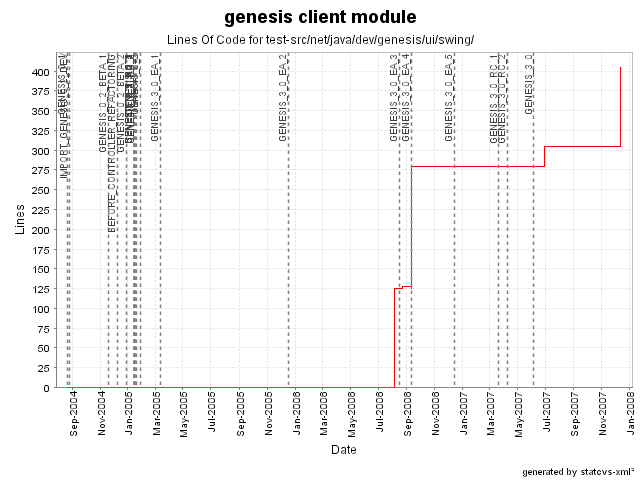 genesis client module
Lines Of Code for test-src/net/java/dev/genesis/ui/swing/
Lines
400
375
350
325
300
275
250
225
200
175
150
125
100
75
50
25
0
GENESIS_3_0_EA_1
GENESIS_3_0_EA_2
GENESIS_3_0_EA_3
GENESIS_3_0_EA_4
GENESIS_3_0_EA_5
GENESIS_3_0_RC_1
GENESIS_3_0
BEFORE_CONTROLLER_REFACTORING
Sep-2004
Nov-2004
Jan-2005
Mar-2005
May-2005
Jul-2005
Sep-2005
Nov-2005
Jan-2006
Mar-2006
May-2006
Jul-2006
Sep-2006
Nov-2006
Jan-2007
Mar-2007
May-2007
Jul-2007
Sep-2007
Nov-2007
Jan-2008
Date
generated by statcvs-xml²